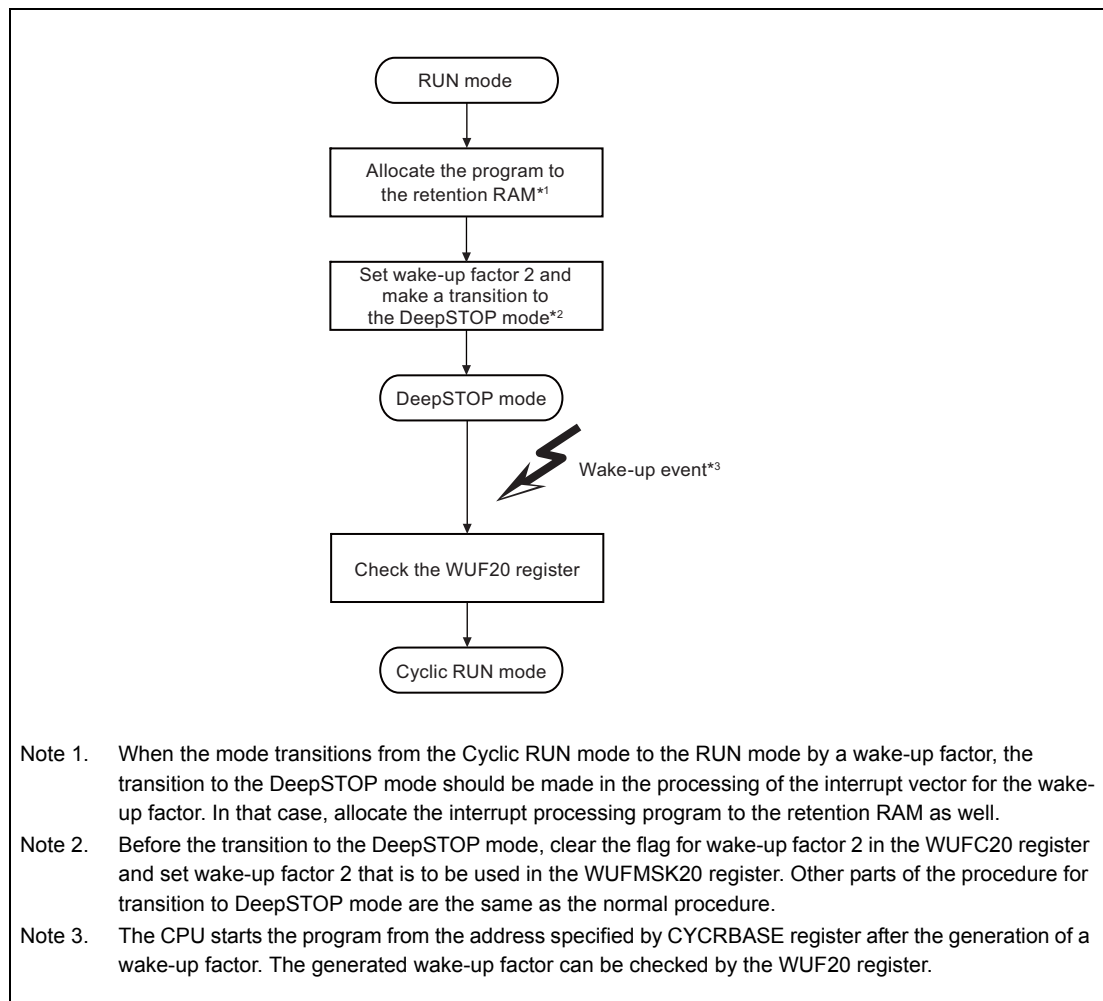 RUN mode
Allocate the program to
the retention RAM*1
Set wake-up factor 2 and
make a transition to
the DeepSTOP mode*2
DeepSTOP mode
Wake-up event*3
Check the WUF20 register
Cyclic RUN mode
Note 1. When the mode transitions from the Cyclic RUN mode to the RUN mode by a wake-up factor, the
transition to the DeepSTOP mode should be made in the processing of the interrupt vector for the wake-
up factor. In that case, allocate the interrupt processing program to the retention RAM as well.
Note 2. Before the transition to the DeepSTOP mode, clear the flag for wake-up factor 2 in the WUFC20 register
and set wake-up factor 2 that is to be used in the WUFMSK20 register. Other parts of the procedure for
transition to DeepSTOP mode are the same as the normal procedure.
Note 3. The CPU starts the program from the address specified by CYCRBASE register after the generation of a
wake-up factor. The generated wake-up factor can be checked by the WUF20 register.